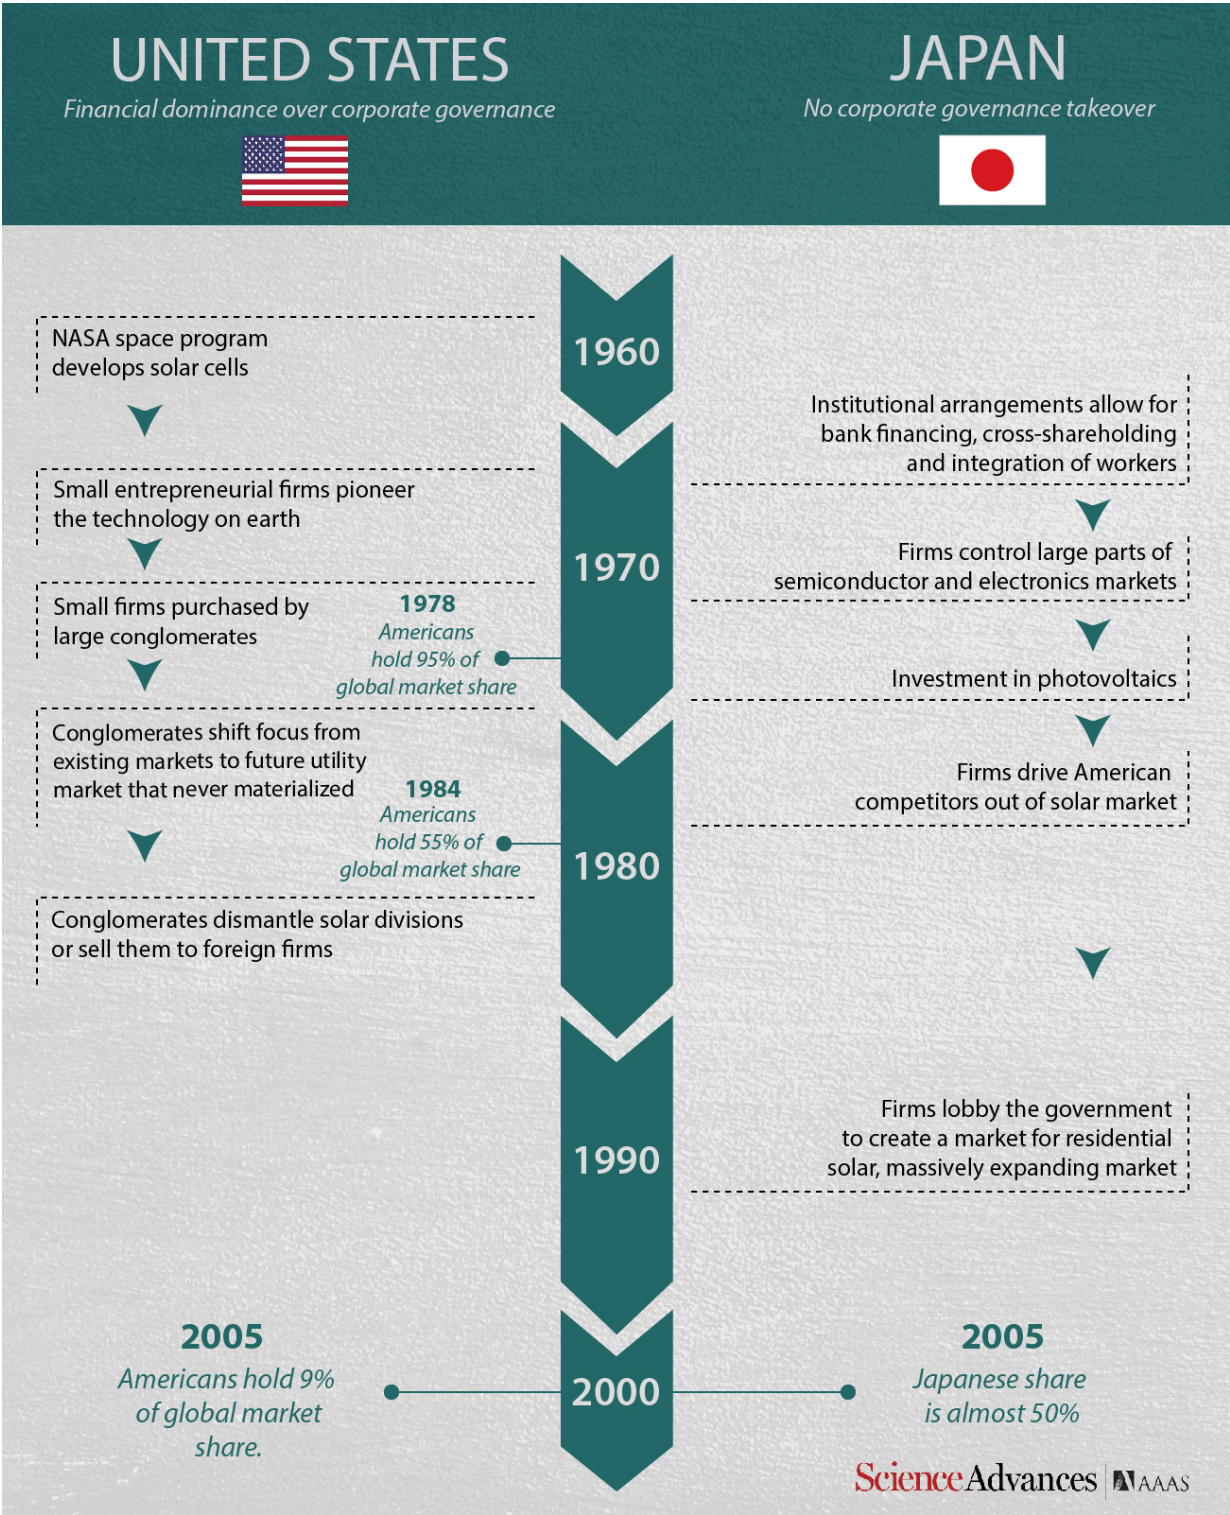 UNITED STATES
Financial dominance over corporate governance
JAPAN
No corporate governance takeover
1960
NASA space program
develops solar cells
Institutional arrangements allow for
bank financing, cross-shareholding
and integration of workers
Small entrepreneurial firms pioneer
the technology on earth
1970
Firms control large parts of
semiconductor and electronics markets
Small firms purchased by
large conglomerates
1978
Americans
hold 95% of
global market share
Investment in photovoltaics
Conglomerates shift focus from
existing markets to future utility
market that never materialized
1984
Americans
hold 55% of
global market share
Firms drive American
competitors out of solar market
1980
Conglomerates dismantle solar divisions
or sell them to foreign firms
1990
Firms lobby the government
to create a market for residential
solar, massively expanding market
2005
Americans hold 9%
of global market
share.
2000
2005
Japanese share
is almost 50%
ScienceAdvances
AAAS